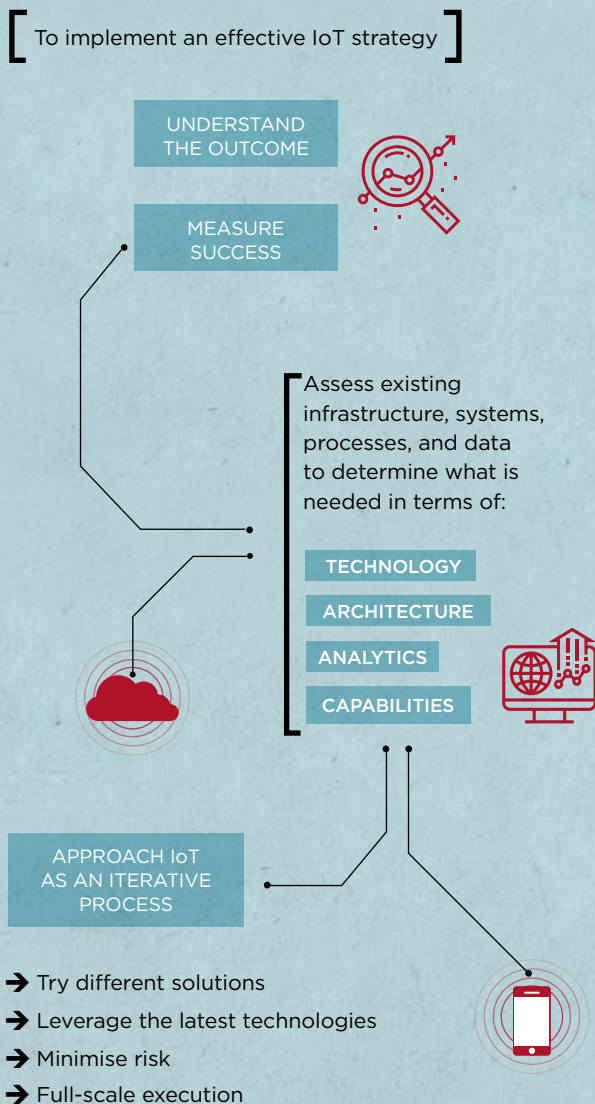 To implement an effective IoT strategy
UNDERSTAND
THE OUTCOME
MEASURE
SUCCESS
Assess existing
infrastructure, systems,
processes, and data
to determine what is
needed in terms of:
TECHNOLOGY
ARCHITECTURE
ANALYTICS
CAPABILITIES
APPROACH IoT
AS AN ITERATIVE
PROCESS
➔ Try different solutions
➔ Leverage the latest technologies
➔ Minimise risk
➔ Full-scale execution